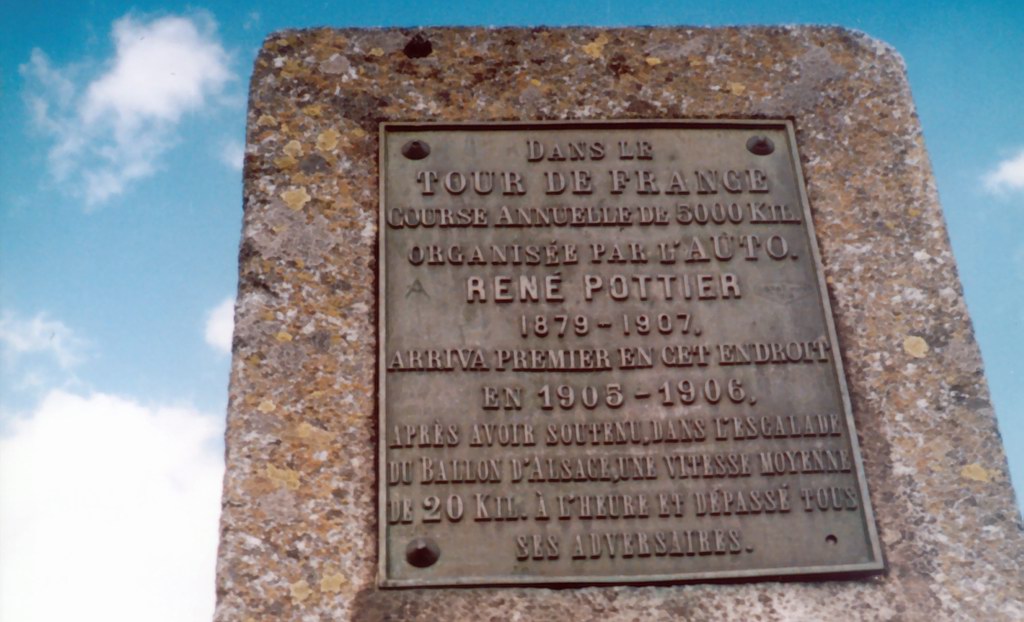 DANS LE
TOUR DE FRANCE
COURSE ANNUELLE DE 5000 KIL.
ORGANISÉE PAR L'AUTO.
RENÉ POTTIER
1879-1907.
ARRIVA PREMIER EN CET ENDROIT
EN 1905-1906,
APRÈS AVOIR SOUTENU, DANS L'ESCALADE
DU BALLON D'ALSACE, UNE VITESSE MOYENNE
DE 20 KIL. À L'HEURE ET DÉPASSÉ TOUS
SES ADVERSAIRES.